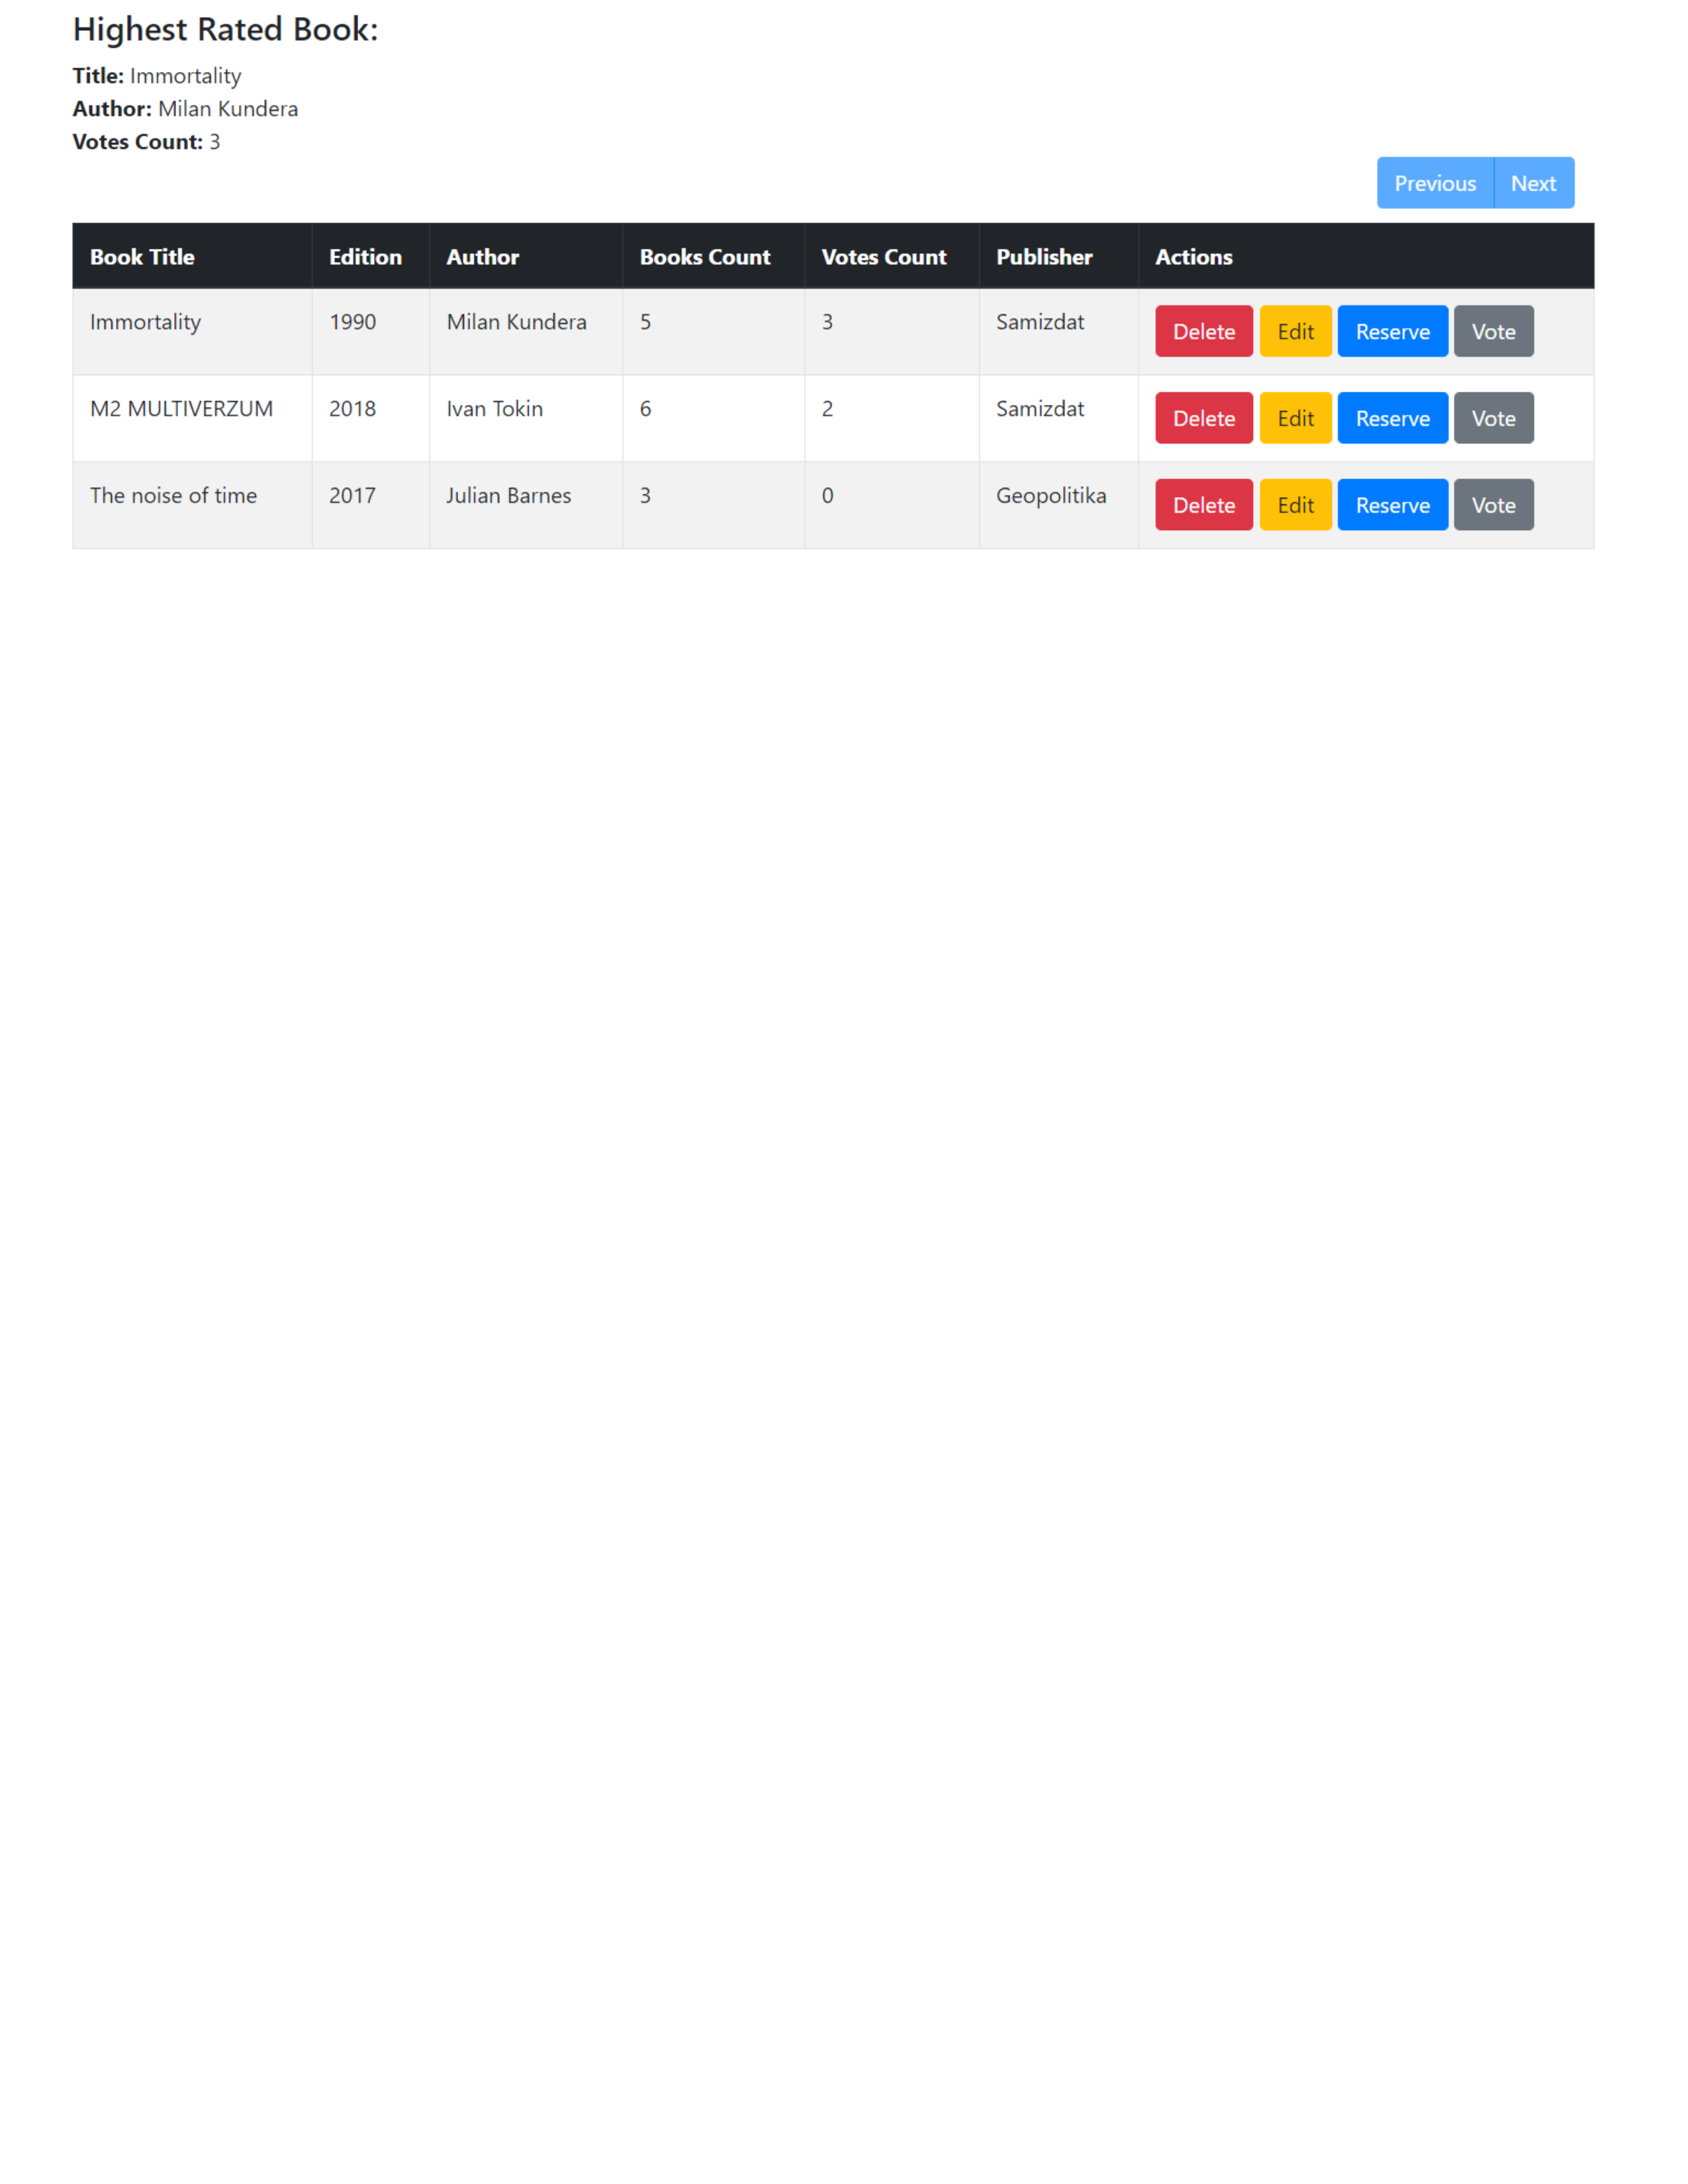 Highest Rated Book:
Title: Immortality
Author: Milan Kundera
Votes Count: 3
Previous Next
Book Title Edition Author Books Count Votes Count Publisher Actions
Immortality 1990 Milan Kundera 5 3 Samizdat Delete Edit Reserve Vote
M2 MULTIVERZUM 2018 Ivan Tokin 6 2 Samizdat Delete Edit Reserve Vote
The noise of time 2017 Julian Barnes 3 0 Geopolitika Delete Edit Reserve Vote